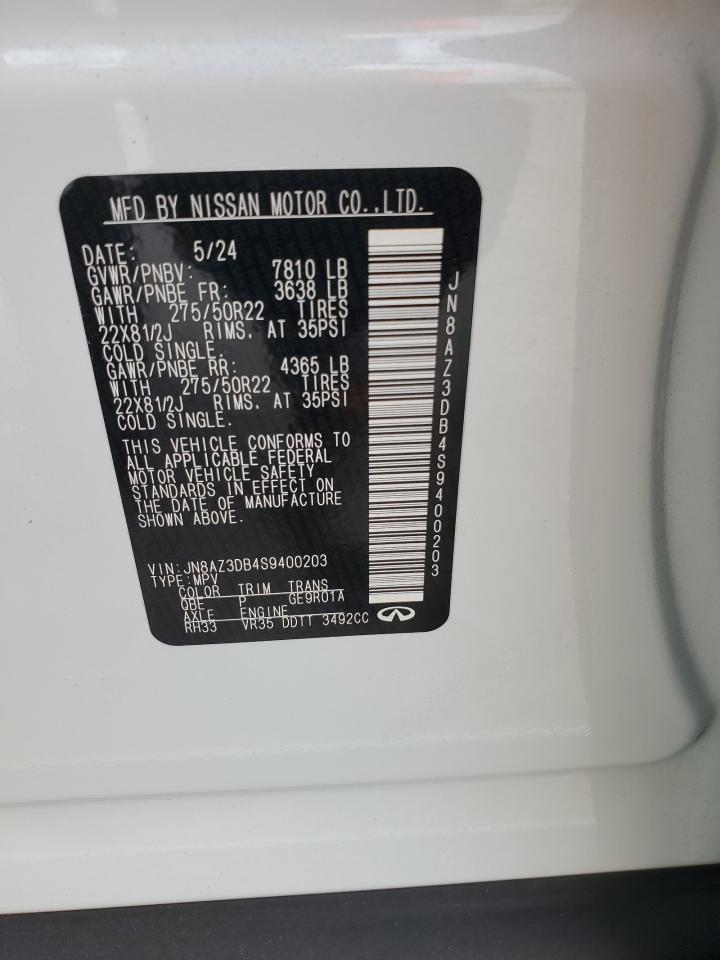 MFD BY NISSAN MOTOR CO.,LTD.
DATE: 5/24
GVWR/PNBV: 7810 LB
GAWR/PNBE FR: 3638 LB
WITH 275/50R22 TIRES
22X81/2J RIMS, AT 35PSI
COLD SINGLE.
GAWR/PNBE RR: 4365 LB
WITH 275/50R22 TIRES
22X81/2J RIMS, AT 35PSI
COLD SINGLE.
THIS VEHICLE CONFORMS TO
ALL APPLICABLE FEDERAL
MOTOR VEHICLE SAFETY
STANDARDS IN EFFECT ON
THE DATE OF MANUFACTURE
SHOWN ABOVE.
VIN:JN8AZ3DB4S9400203
TYPE:MPV
COLOR TRIM TRANS
QBE P GE9R01A
AXLE ENGINE
RH33 VR35 DDTT 3492CC
JN8AZ3DB4S9400203